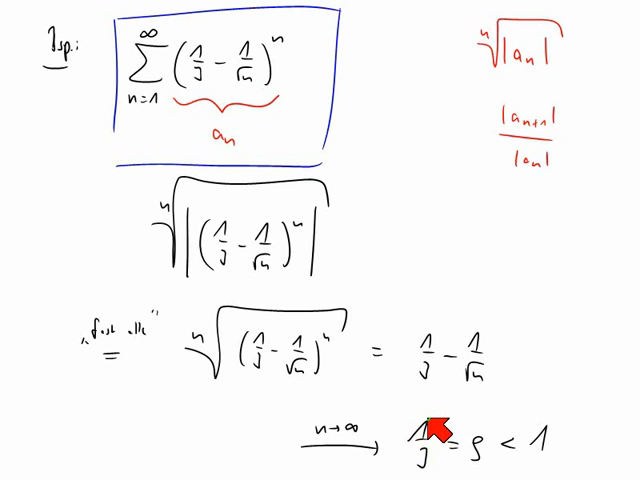 Bsp.:
∑_{n=1}^{∞} (1/3 - 1/√n)^n
a_n
ⁿ√|a_n|
|a_{n+1}| / |a_n|
ⁿ√|(1/3 - 1/√n)^n|
„fast alle“ = ⁿ√(1/3 - 1/√n)^n = 1/3 - 1/√n
n→∞ ⟶ 1/3 = ρ < 1